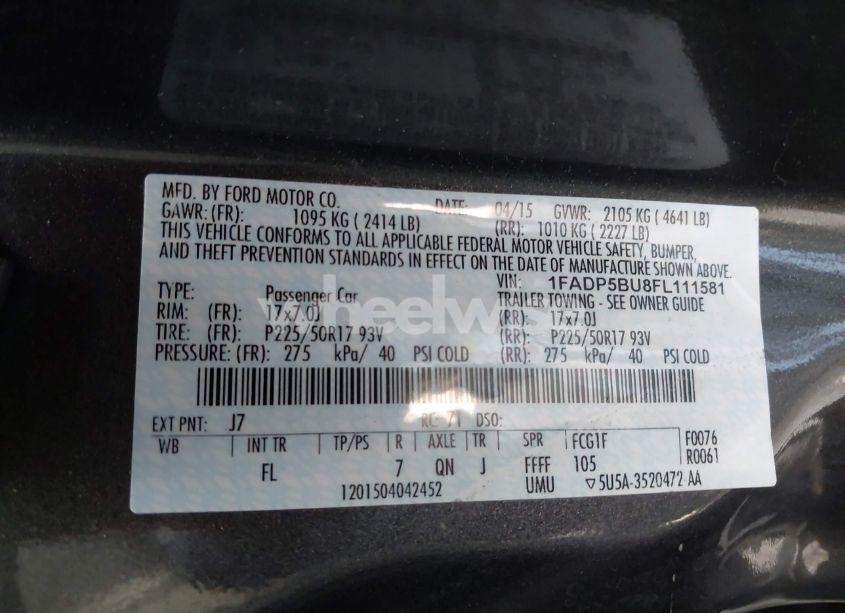 MFD. BY FORD MOTOR CO. DATE: 04/15 GVWR: 2105 KG ( 4641 LB)
GAWR: (FR): 1095 KG ( 2414 LB) (RR): 1010 KG ( 2227 LB)
THIS VEHICLE CONFORMS TO ALL APPLICABLE FEDERAL MOTOR VEHICLE SAFETY, BUMPER,
AND THEFT PREVENTION STANDARDS IN EFFECT ON THE DATE OF MANUFACTURE SHOWN ABOVE.
VIN: 1FADP5BU8FL111581
TYPE: Passenger Car TRAILER TOWING - SEE OWNER GUIDE
RIM: (FR): 17x7.0J (RR): 17x7.0J
TIRE: (FR): P225/50R17 93V (RR): P225/50R17 93V
PRESSURE: (FR): 275 kPa/ 40 PSI COLD (RR): 275 kPa/ 40 PSI COLD
EXT PNT: J7 RC: 71 DSO:
WB INT TR TP/PS R AXLE TR SPR FCG1F F0076
FL 7 QN J FFFF 105 R0061
1201504042452 UMU ▽5U5A-3520472 AA